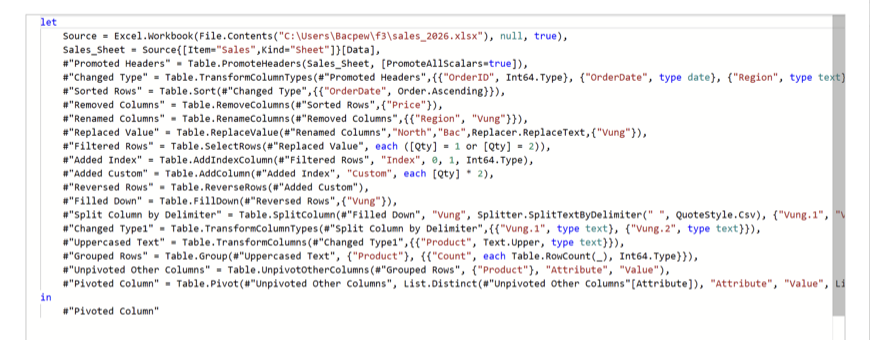 let
Source = Excel.Workbook(File.Contents("C:\Users\Bacpew\f3\sales_2026.xlsx"), null, true),
Sales_Sheet = Source{[Item="Sales",Kind="Sheet"]}[Data],
#"Promoted Headers" = Table.PromoteHeaders(Sales_Sheet, [PromoteAllScalars=true]),
#"Changed Type" = Table.TransformColumnTypes(#"Promoted Headers",{{"OrderID", Int64.Type}, {"OrderDate", type date}, {"Region", type text}
#"Sorted Rows" = Table.Sort(#"Changed Type",{{"OrderDate", Order.Ascending}}),
#"Removed Columns" = Table.RemoveColumns(#"Sorted Rows",{"Price"}),
#"Renamed Columns" = Table.RenameColumns(#"Removed Columns",{{"Region", "Vung"}}),
#"Replaced Value" = Table.ReplaceValue(#"Renamed Columns","North","Bac",Replacer.ReplaceText,{"Vung"}),
#"Filtered Rows" = Table.SelectRows(#"Replaced Value", each ([Qty] = 1 or [Qty] = 2)),
#"Added Index" = Table.AddIndexColumn(#"Filtered Rows", "Index", 0, 1, Int64.Type),
#"Added Custom" = Table.AddColumn(#"Added Index", "Custom", each [Qty] * 2),
#"Reversed Rows" = Table.ReverseRows(#"Added Custom"),
#"Filled Down" = Table.FillDown(#"Reversed Rows",{"Vung"}),
#"Split Column by Delimiter" = Table.SplitColumn(#"Filled Down", "Vung", Splitter.SplitTextByDelimiter(" ", QuoteStyle.Csv), {"Vung.1", "V
#"Changed Type1" = Table.TransformColumnTypes(#"Split Column by Delimiter",{{"Vung.1", type text}, {"Vung.2", type text}}),
#"Uppercased Text" = Table.TransformColumns(#"Changed Type1",{{"Product", Text.Upper, type text}}),
#"Grouped Rows" = Table.Group(#"Uppercased Text", {"Product"}, {{"Count", each Table.RowCount(_), Int64.Type}}),
#"Unpivoted Other Columns" = Table.UnpivotOtherColumns(#"Grouped Rows", {"Product"}, "Attribute", "Value"),
#"Pivoted Column" = Table.Pivot(#"Unpivoted Other Columns", List.Distinct(#"Unpivoted Other Columns"[Attribute]), "Attribute", "Value", Li
in
#"Pivoted Column"